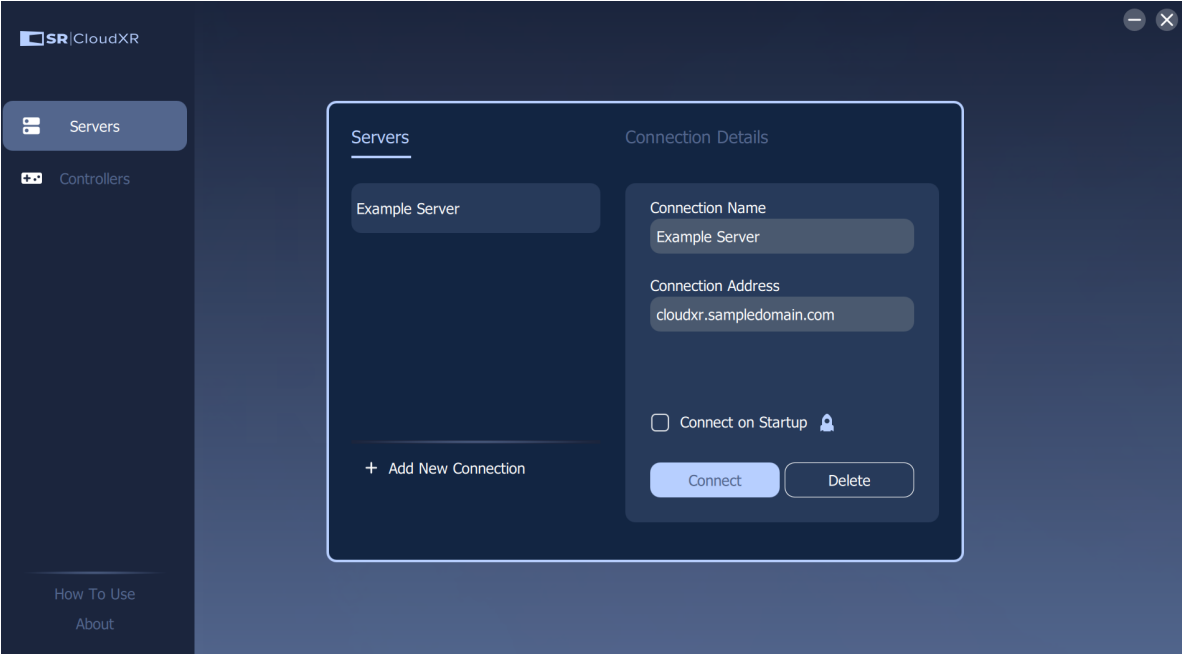 SR|CloudXR
Servers
Controllers
How To Use
About
Servers
Example Server
+ Add New Connection
Connection Details
Connection Name
Example Server
Connection Address
cloudxr.sampledomain.com
Connect on Startup
Connect
Delete